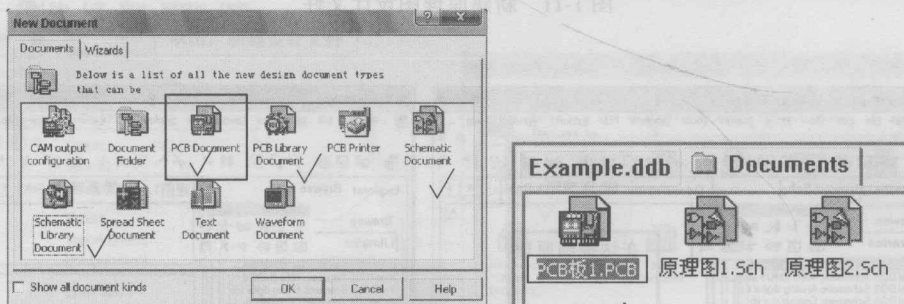 New Document
Documents
Wizards
Below is a list of all the new design document types
that can be
CAM output
configuration
Document
Folder
PCB Document
PCB Library
Document
PCB Printer
Schematic
Document
Schematic
Library
Document
Spread Sheet
Document
Text
Document
Waveform
Document
Show all document kinds
OK
Cancel
Help
Example.ddb
Documents
PCB板1.PCB
原理图1.Sch
原理图2.Sch